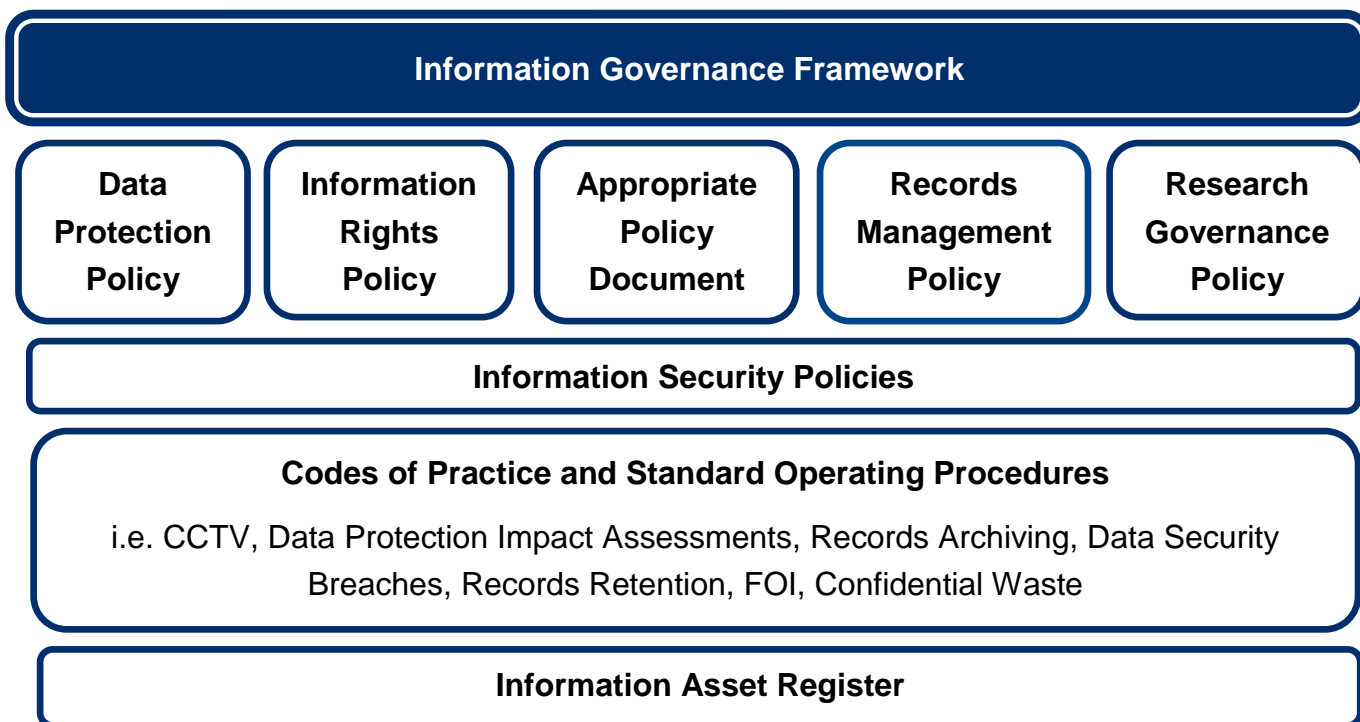 Information Governance Framework
Data
Protection
Policy
Information
Rights
Policy
Appropriate
Policy
Document
Records
Management
Policy
Research
Governance
Policy
Information Security Policies
Codes of Practice and Standard Operating Procedures
i.e. CCTV, Data Protection Impact Assessments, Records Archiving, Data Security
Breaches, Records Retention, FOI, Confidential Waste
Information Asset Register